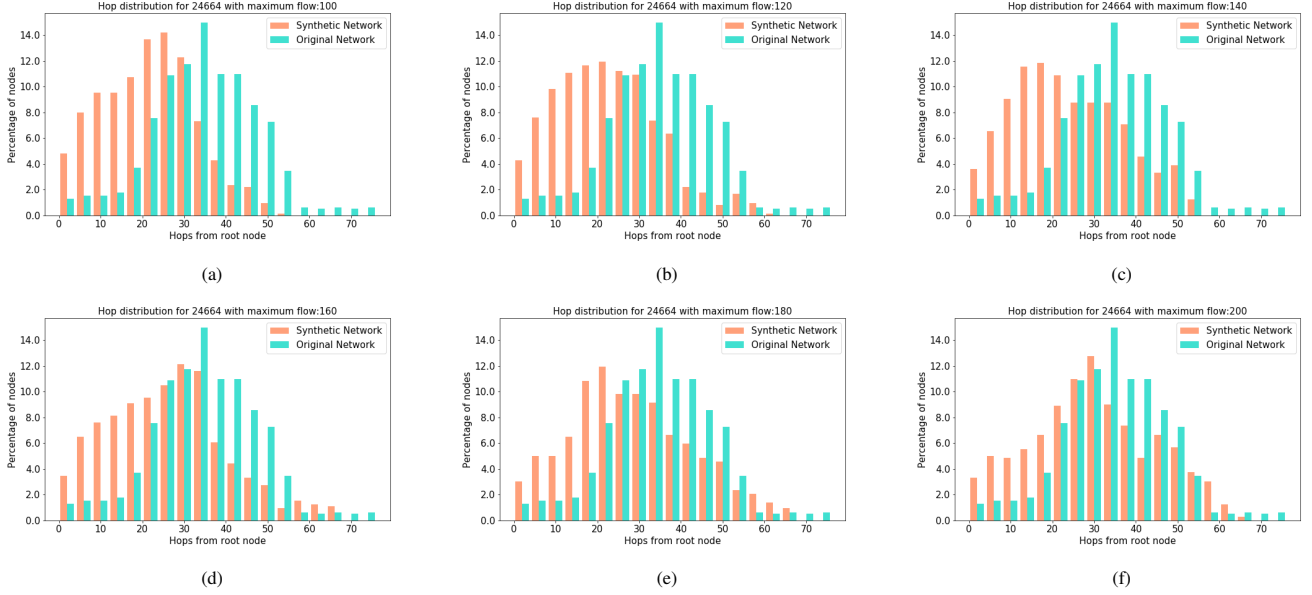 Hop distribution for 24664 with maximum flow:100
Synthetic Network
Original Network
Percentage of nodes
14.0
12.0
10.0
8.0
6.0
4.0
2.0
0.0
0 10 20 30 40 50 60 70
Hops from root node
(a)
Hop distribution for 24664 with maximum flow:120
Synthetic Network
Original Network
Percentage of nodes
14.0
12.0
10.0
8.0
6.0
4.0
2.0
0.0
0 10 20 30 40 50 60 70
Hops from root node
(b)
Hop distribution for 24664 with maximum flow:140
Synthetic Network
Original Network
Percentage of nodes
14.0
12.0
10.0
8.0
6.0
4.0
2.0
0.0
0 10 20 30 40 50 60 70
Hops from root node
(c)
Hop distribution for 24664 with maximum flow:160
Synthetic Network
Original Network
Percentage of nodes
14.0
12.0
10.0
8.0
6.0
4.0
2.0
0.0
0 10 20 30 40 50 60 70
Hops from root node
(d)
Hop distribution for 24664 with maximum flow:180
Synthetic Network
Original Network
Percentage of nodes
14.0
12.0
10.0
8.0
6.0
4.0
2.0
0.0
0 10 20 30 40 50 60 70
Hops from root node
(e)
Hop distribution for 24664 with maximum flow:200
Synthetic Network
Original Network
Percentage of nodes
14.0
12.0
10.0
8.0
6.0
4.0
2.0
0.0
0 10 20 30 40 50 60 70
Hops from root node
(f)